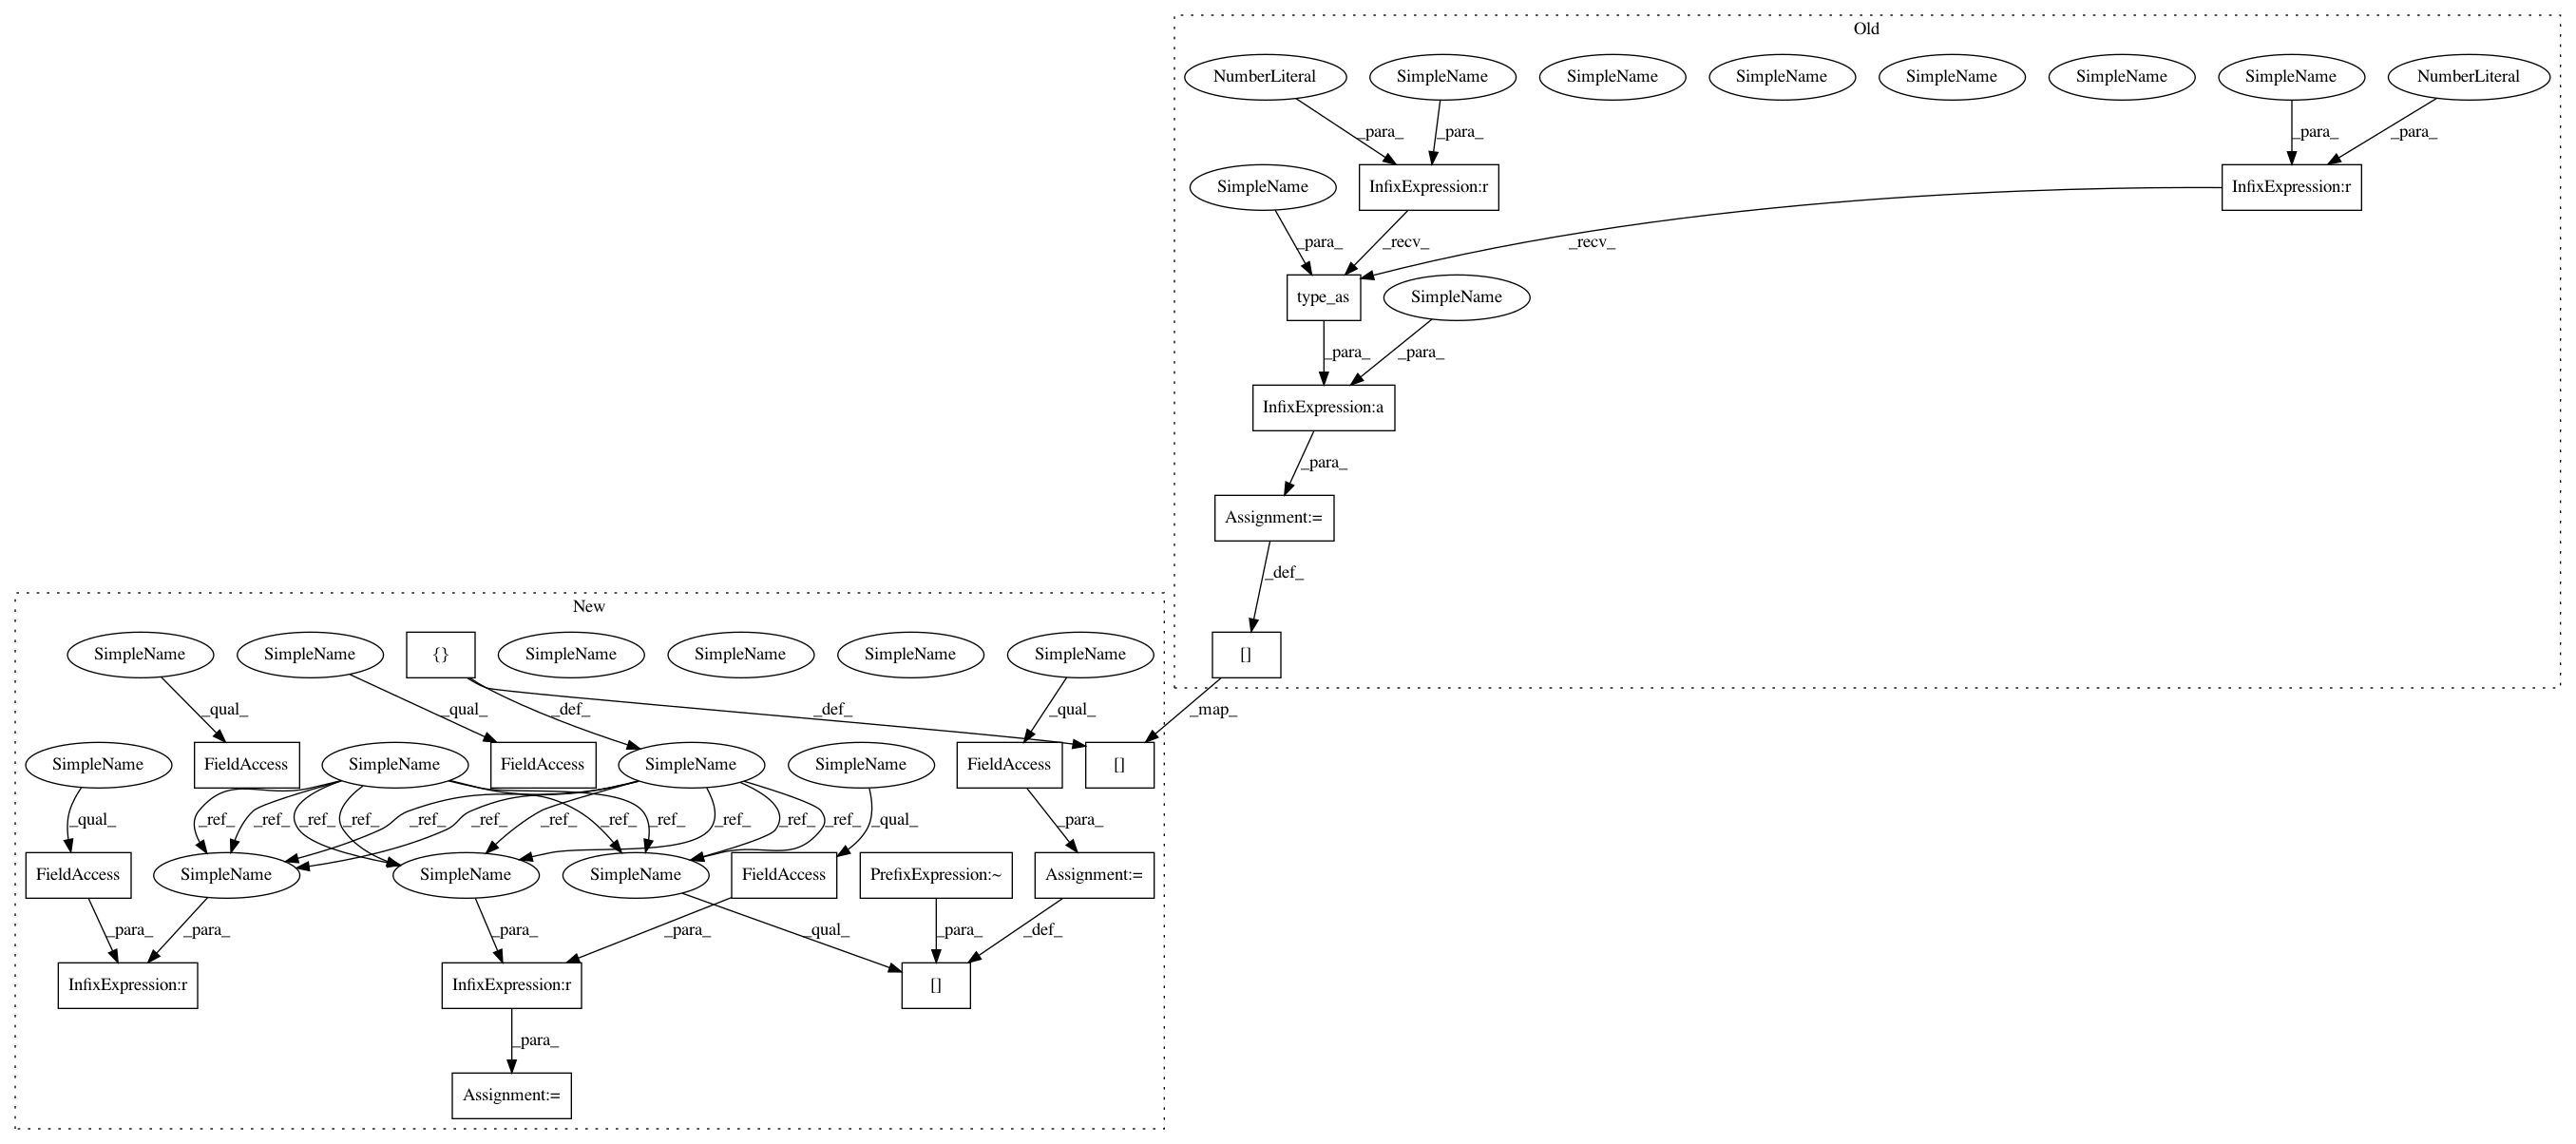 Old
NumberLiteral
SimpleName
SimpleName
SimpleName
SimpleName
SimpleName
SimpleName
NumberLiteral
_para_
_para_
_para_
_para_
SimpleName
InfixExpression:r
InfixExpression:r
_para_
_recv_
_recv_
type_as
SimpleName
_para_
_para_
InfixExpression:a
_para_
Assignment:=
_def_
[]
_map_
New
SimpleName
SimpleName
{}
SimpleName
SimpleName
SimpleName
SimpleName
_qual_
_qual_
_def_
_def_
_qual_
SimpleName
FieldAccess
SimpleName
FieldAccess
SimpleName
SimpleName
FieldAccess
[]
_qual_
_ref_
_ref_
_ref_
_ref_
_ref_
_ref_
_ref_
_ref_
_ref_
_ref_
_ref_
_ref_
_qual_
_para_
FieldAccess
SimpleName
SimpleName
SimpleName
FieldAccess
PrefixExpression:~
Assignment:=
_para_
_para_
_para_
_para_
_qual_
_para_
_def_
InfixExpression:r
InfixExpression:r
[]
_para_
Assignment:=